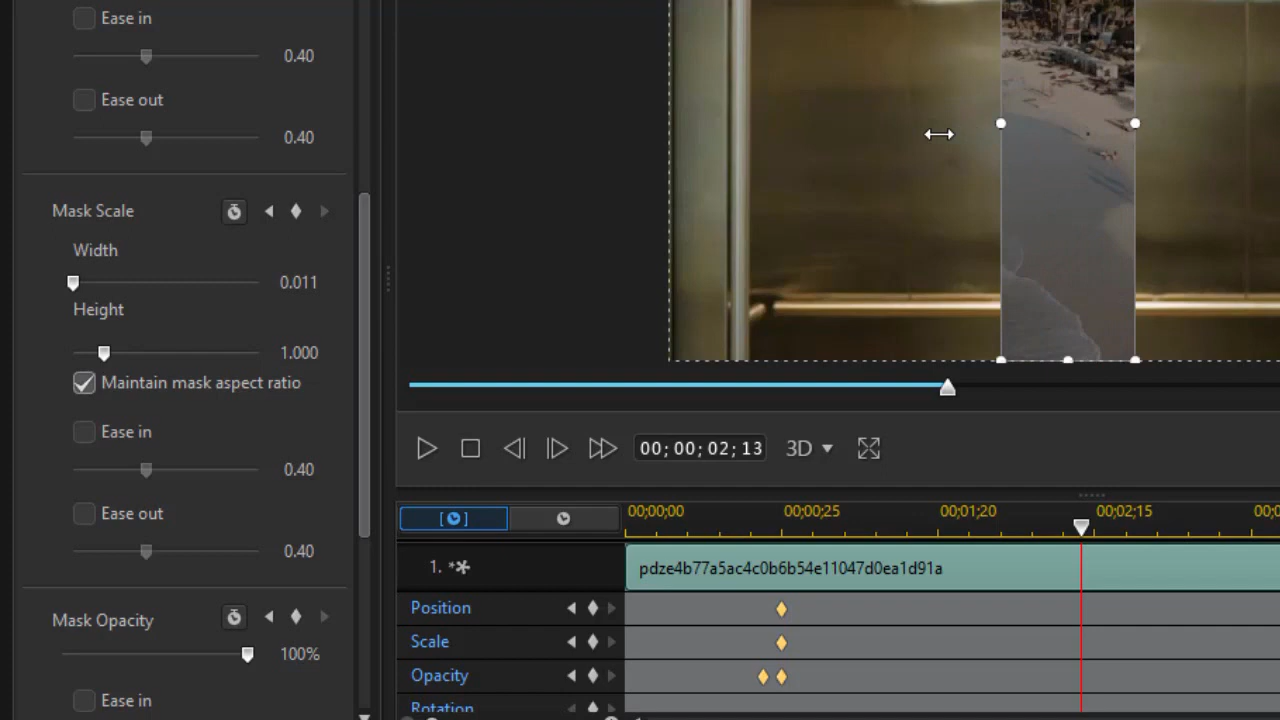 Ease in
0.40
Ease out
0.40
Mask Scale
Width
0.011
Height
1.000
Maintain mask aspect ratio
Ease in
0.40
Ease out
0.40
Mask Opacity
100%
Ease in
00;00;02;13
3D
00;00;00 00;00;25 00;01;20 00;02;15 00;0
1. **
pdze4b77a5ac4c0b6b54e11047d0ea1d91a
Position
Scale
Opacity
Rotation